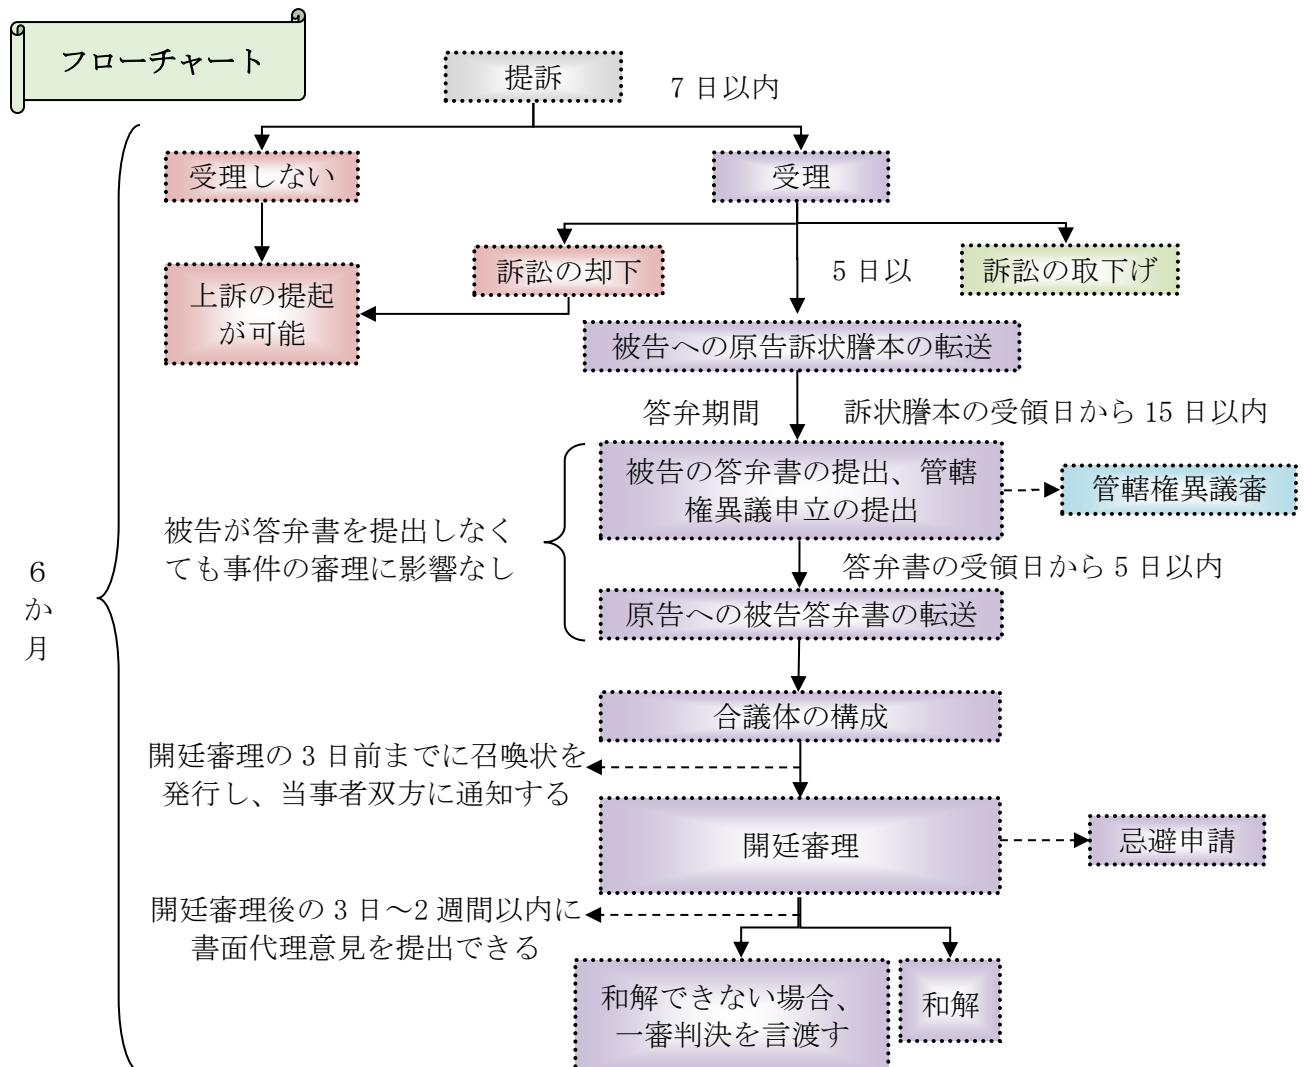 フローチャート
提訴
7 日以内
受理しない
受理
訴訟の却下
5 日以
訴訟の取下げ
上訴の提起
が可能
被告への原告訴状謄本の転送
答弁期間
訴状謄本の受領日から 15 日以内
被告の答弁書の提出、管轄
権異議申立の提出
管轄権異議審
被告が答弁書を提出しなく
ても事件の審理に影響なし
答弁書の受領日から 5 日以内
6
か
月
原告への被告答弁書の転送
合議体の構成
開廷審理の 3 日前までに召喚状を
発行し、当事者双方に通知する
開廷審理
忌避申請
開廷審理後の 3 日～2 週間以内に
書面代理意見を提出できる
和解できない場合、
一審判決を言渡す
和解